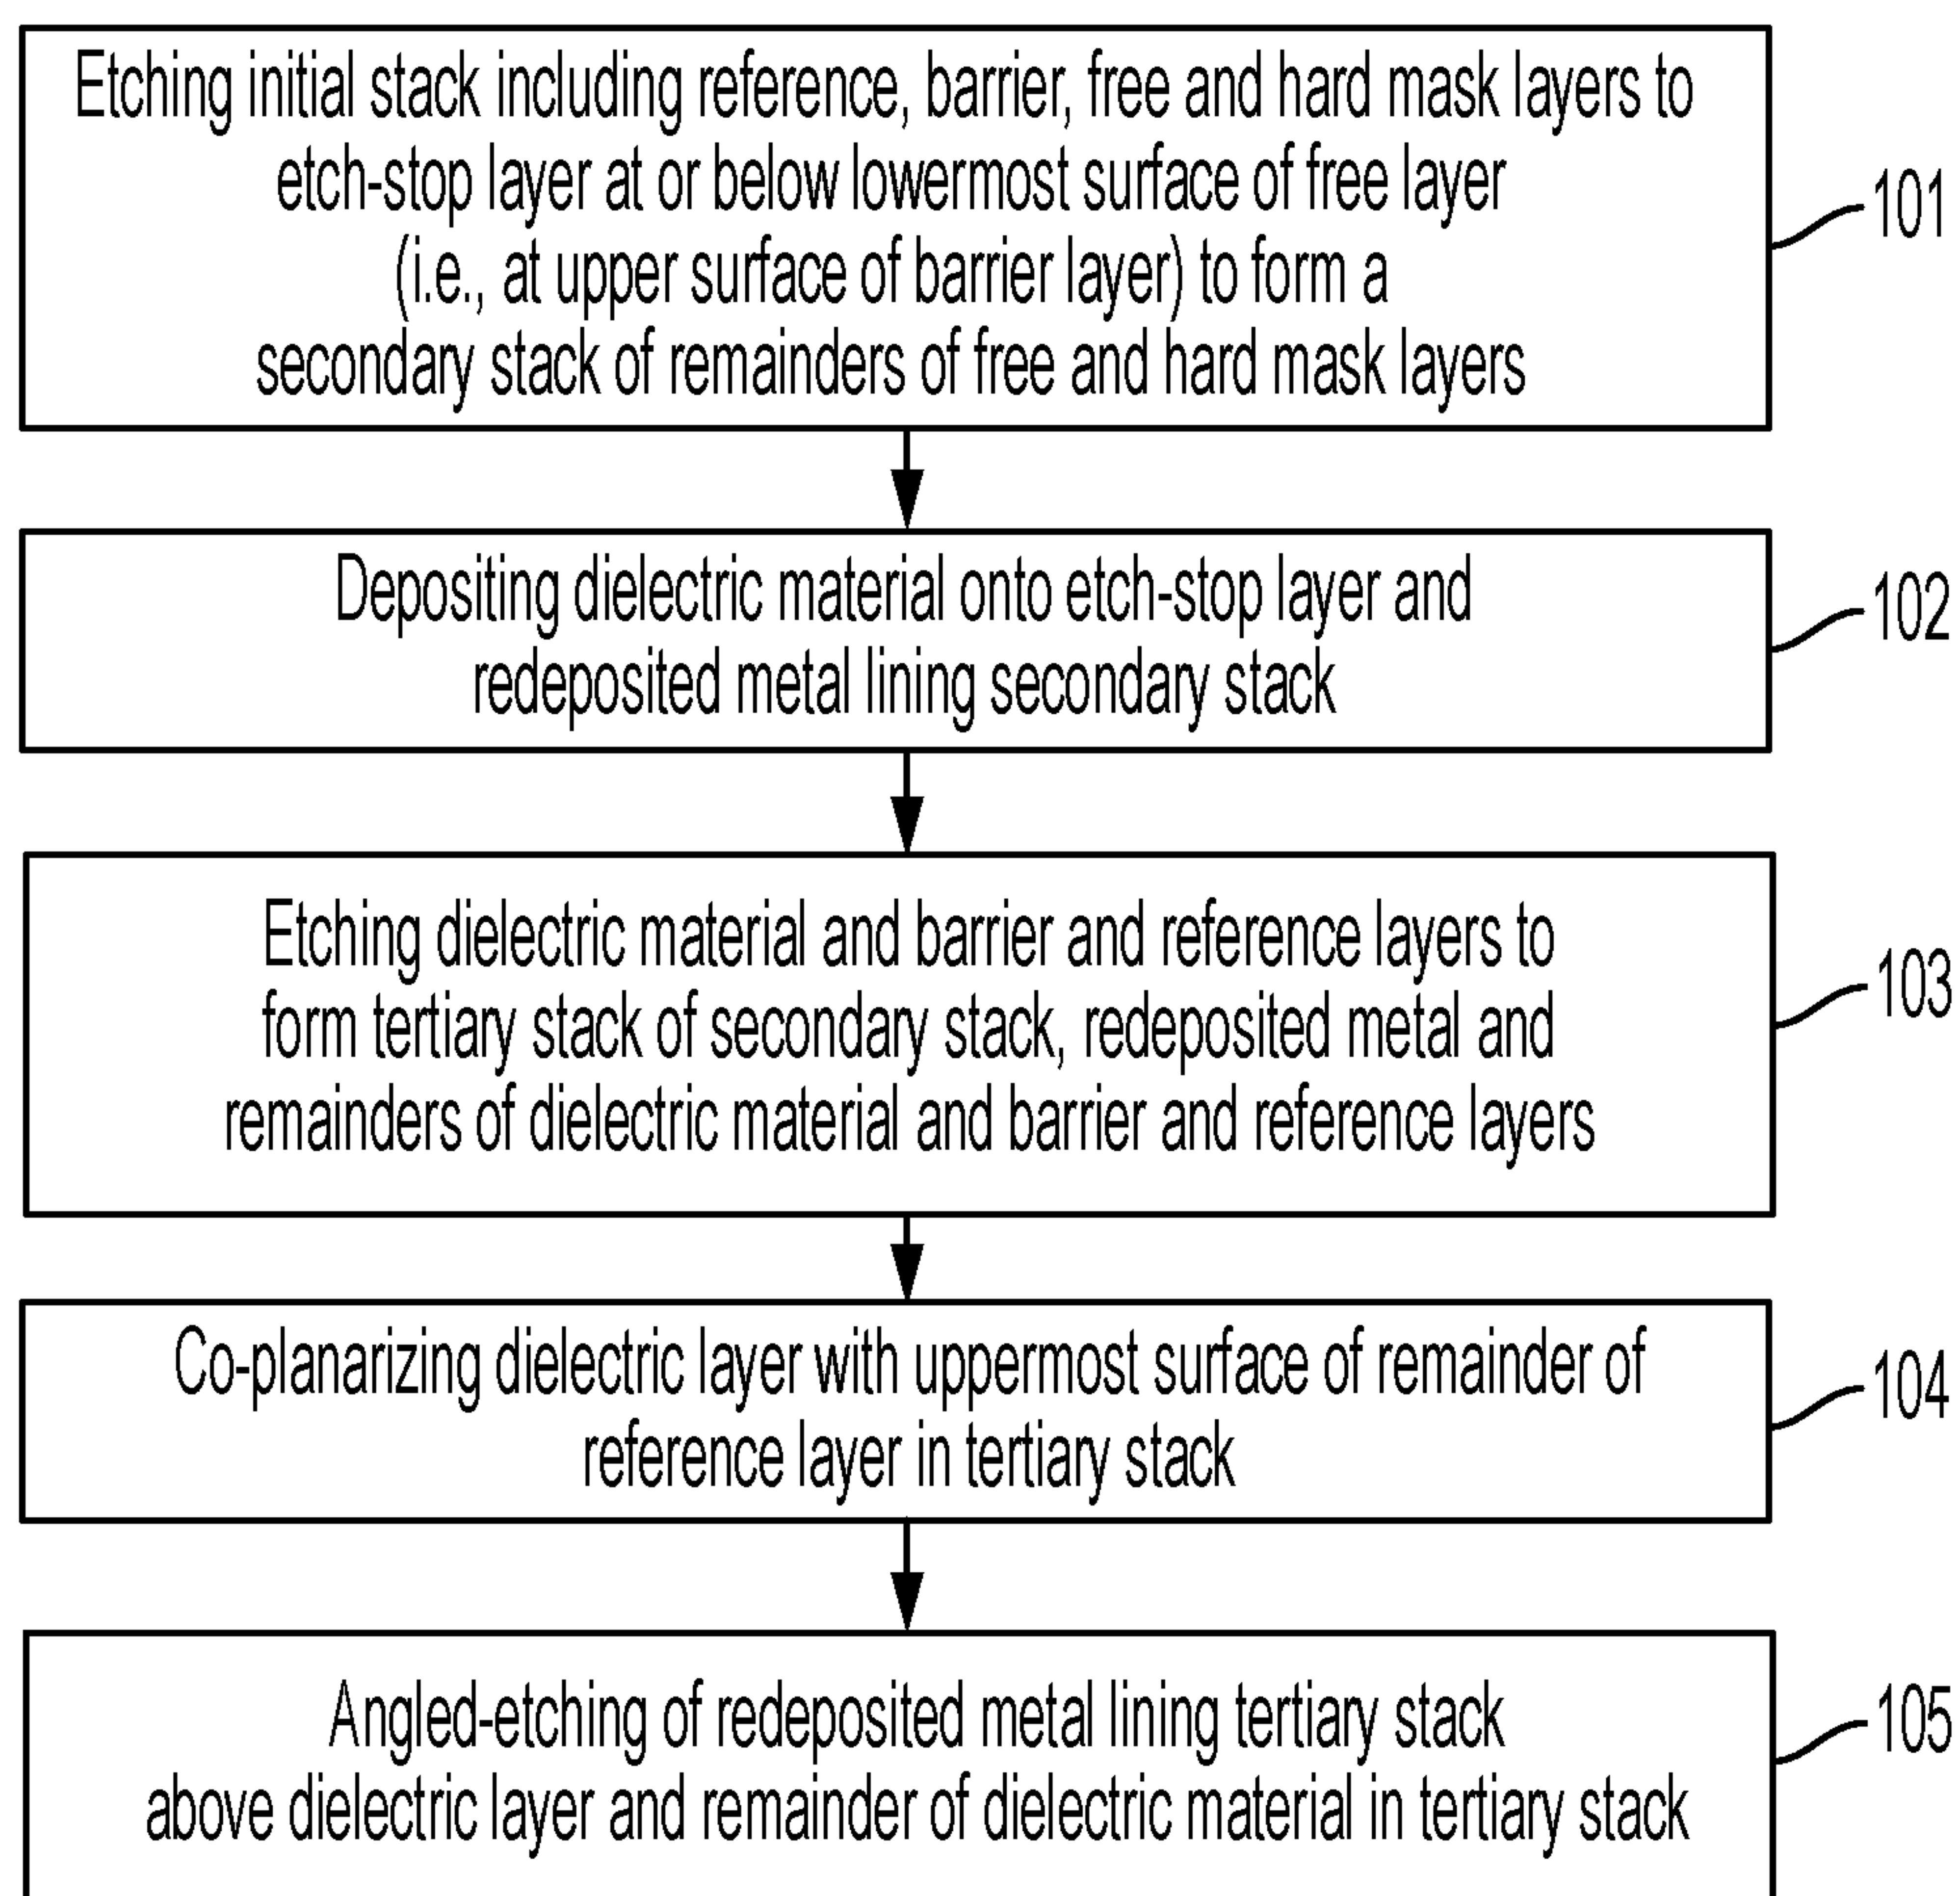 Etching initial stack including reference, barrier, free and hard mask layers to
etch-stop layer at or below lowermost surface of free layer
(i.e., at upper surface of barrier layer) to form a
secondary stack of remainders of free and hard mask layers
101
Depositing dielectric material onto etch-stop layer and
redeposited metal lining secondary stack
102
Etching dielectric material and barrier and reference layers to
form tertiary stack of secondary stack, redeposited metal and
remainders of dielectric material and barrier and reference layers
103
Co-planarizing dielectric layer with uppermost surface of remainder of
reference layer in tertiary stack
104
Angled-etching of redeposited metal lining tertiary stack
above dielectric layer and remainder of dielectric material in tertiary stack
105